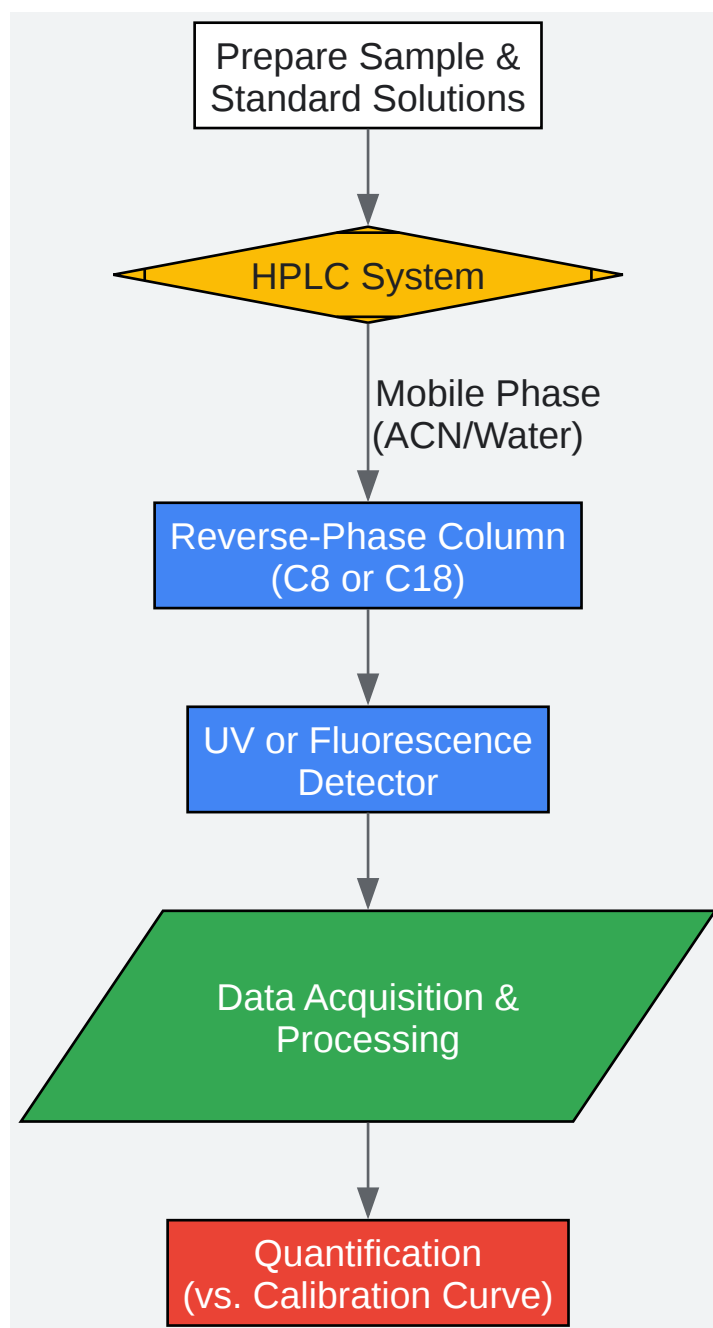 Prepare Sample &
Standard Solutions
HPLC System
Mobile Phase
(ACN/Water)
Reverse-Phase Column
(C8 or C18)
UV or Fluorescence
Detector
Data Acquisition &
Processing
Quantification
(vs. Calibration Curve)